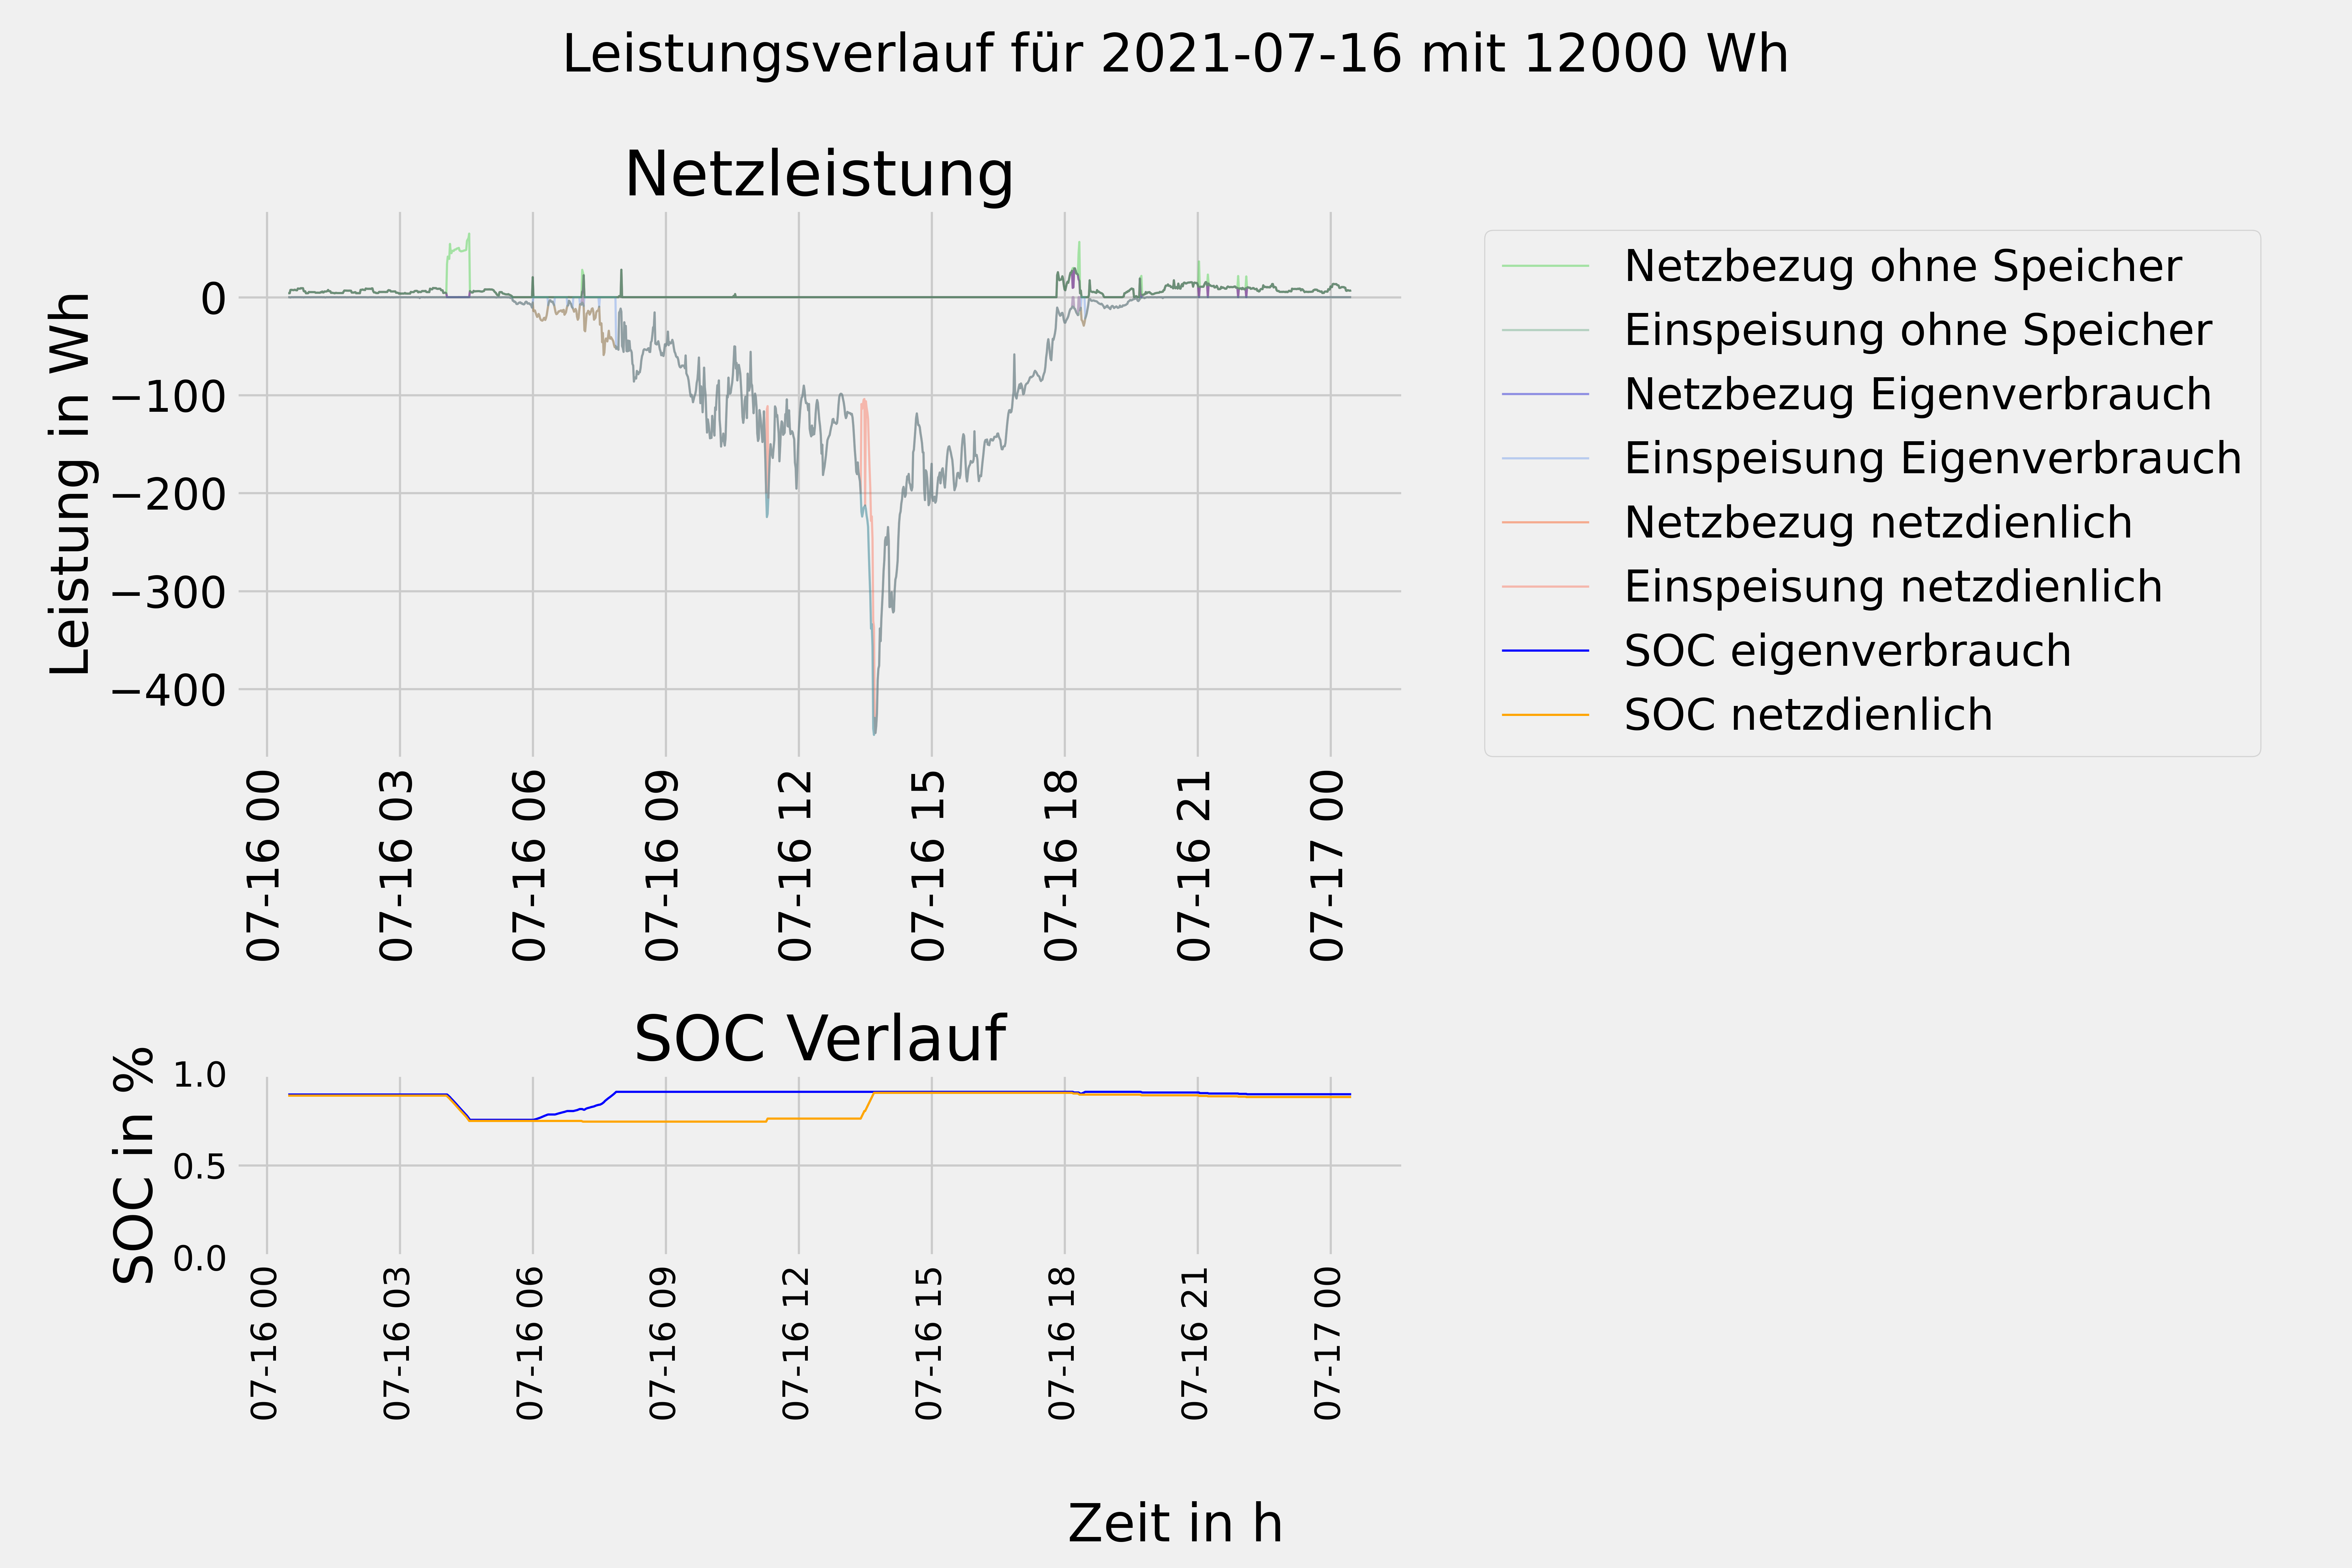 Leistungsverlauf für 2021-07-16 mit 12000 Wh
Netzleistung
Leistung in Wh
0
−100
−200
−300
−400
07-16 00
07-16 03
07-16 06
07-16 09
07-16 12
07-16 15
07-16 18
07-16 21
07-17 00
Netzbezug ohne Speicher
Einspeisung ohne Speicher
Netzbezug Eigenverbrauch
Einspeisung Eigenverbrauch
Netzbezug netzdienlich
Einspeisung netzdienlich
SOC eigenverbrauch
SOC netzdienlich
SOC Verlauf
SOC in %
1.0
0.5
0.0
07-16 00
07-16 03
07-16 06
07-16 09
07-16 12
07-16 15
07-16 18
07-16 21
07-17 00
Zeit in h